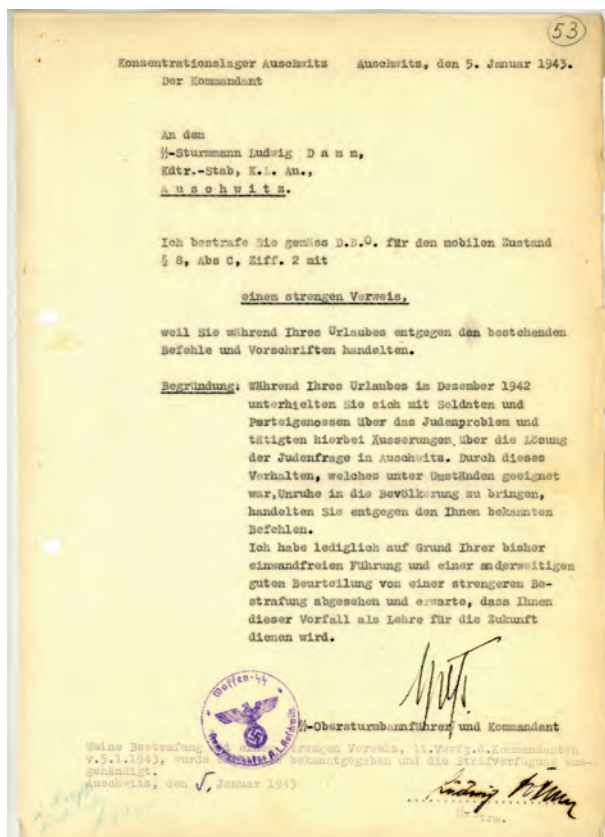 53
Konzentrationslager Auschwitz Auschwitz, den 5. Januar 1943.
Der Kommandant
An den
ᛋᛋ-Sturmmann Ludwig D a m m,
Kdtr.-Stab, K.L. Au.,
A u s c h w i t z.
Ich bestrafe Sie gemäss D.B.O. für den mobilen Zustand
§ 8, Abs C, Ziff. 2 mit
einem strengen Verweis,
weil Sie während Ihres Urlaubes entgegen den bestehenden
Befehle und Vorschriften handelten.
Begründung: Während Ihres Urlaubes im Dezember 1942
unterhielten Sie sich mit Soldaten und
Parteigenossen über das Judenproblem und
tätigten hierbei Äusserungen über die Lösung
der Judenfrage in Auschwitz. Durch dieses
Verhalten, welches unter Umständen geeignet
war, Unruhe in die Bevölkerung zu bringen,
handelten Sie entgegen den Ihnen bekannten
Befehlen.
Ich habe lediglich auf Grund Ihrer bisher
einwandfreien Führung und einer anderweitigen
guten Beurteilung von einer strengeren Be-
strafung abgesehen und erwarte, dass Ihnen
dieser Vorfall als Lehre für die Zukunft
dienen wird.
Waffen-ᛋᛋ
ᛋᛋ-Obersturmbannführer und Kommandant
Meine Bestrafung mit strengen Verweis, lt.Verfg.d.Kommandanten
v.5.1.1943, wurde bekanntgegeben und die Strafverfügung aus-
gehändigt.
Auschwitz, den 5. Januar 1943
Ludwig Damm
Strm.